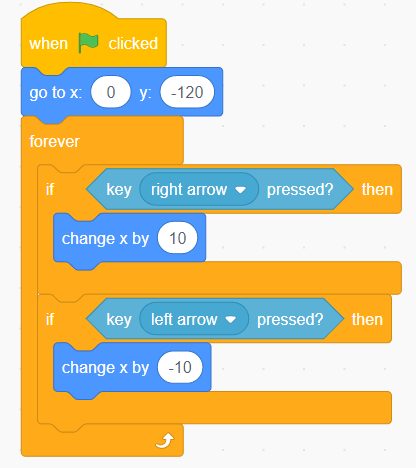 when clicked
go to x: 0 y: -120
forever
if key right arrow pressed? then
change x by 10
if key left arrow pressed? then
change x by -10